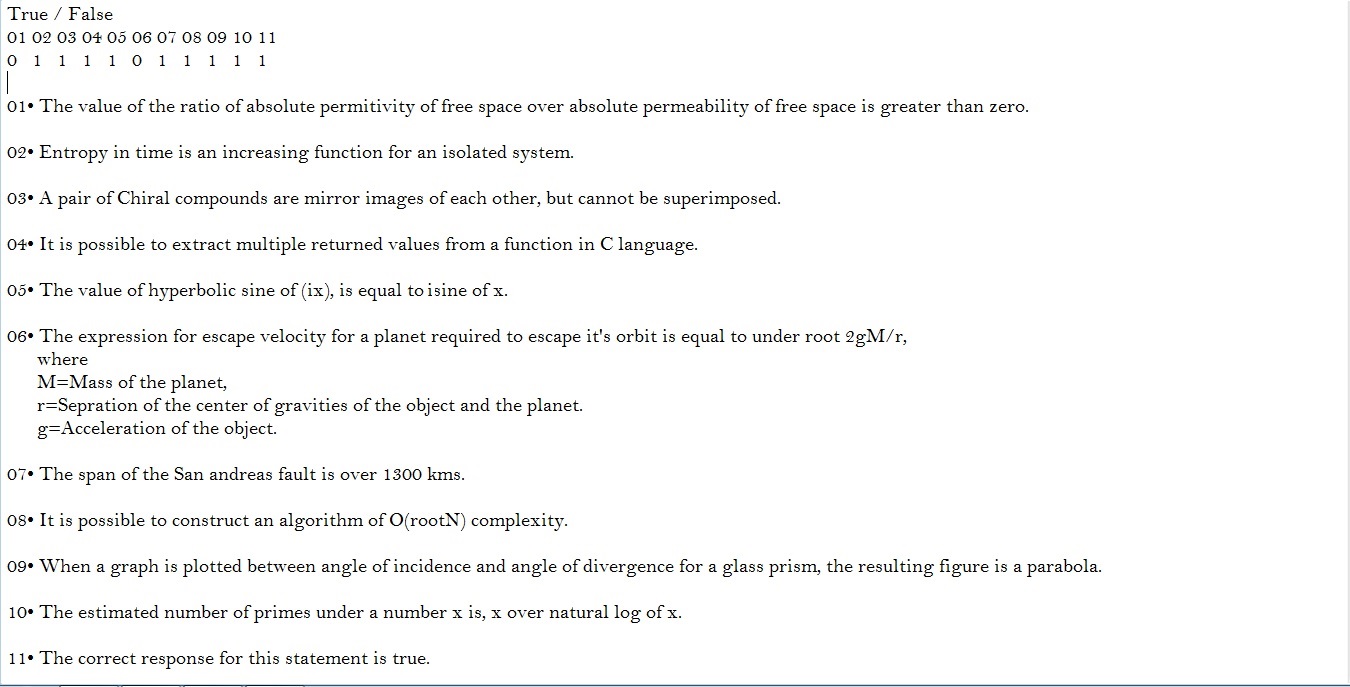 True / False
01 02 03 04 05 06 07 08 09 10 11
0 1 1 1 1 0 1 1 1 1 1
01• The value of the ratio of absolute permitivity of free space over absolute permeability of free space is greater than zero.
02• Entropy in time is an increasing function for an isolated system.
03• A pair of Chiral compounds are mirror images of each other, but cannot be superimposed.
04• It is possible to extract multiple returned values from a function in C language.
05• The value of hyperbolic sine of (ix), is equal to isine of x.
06• The expression for escape velocity for a planet required to escape it's orbit is equal to under root 2gM/r,
where
M=Mass of the planet,
r=Sepration of the center of gravities of the object and the planet.
g=Acceleration of the object.
07• The span of the San andreas fault is over 1300 kms.
08• It is possible to construct an algorithm of O(rootN) complexity.
09• When a graph is plotted between angle of incidence and angle of divergence for a glass prism, the resulting figure is a parabola.
10• The estimated number of primes under a number x is, x over natural log of x.
11• The correct response for this statement is true.